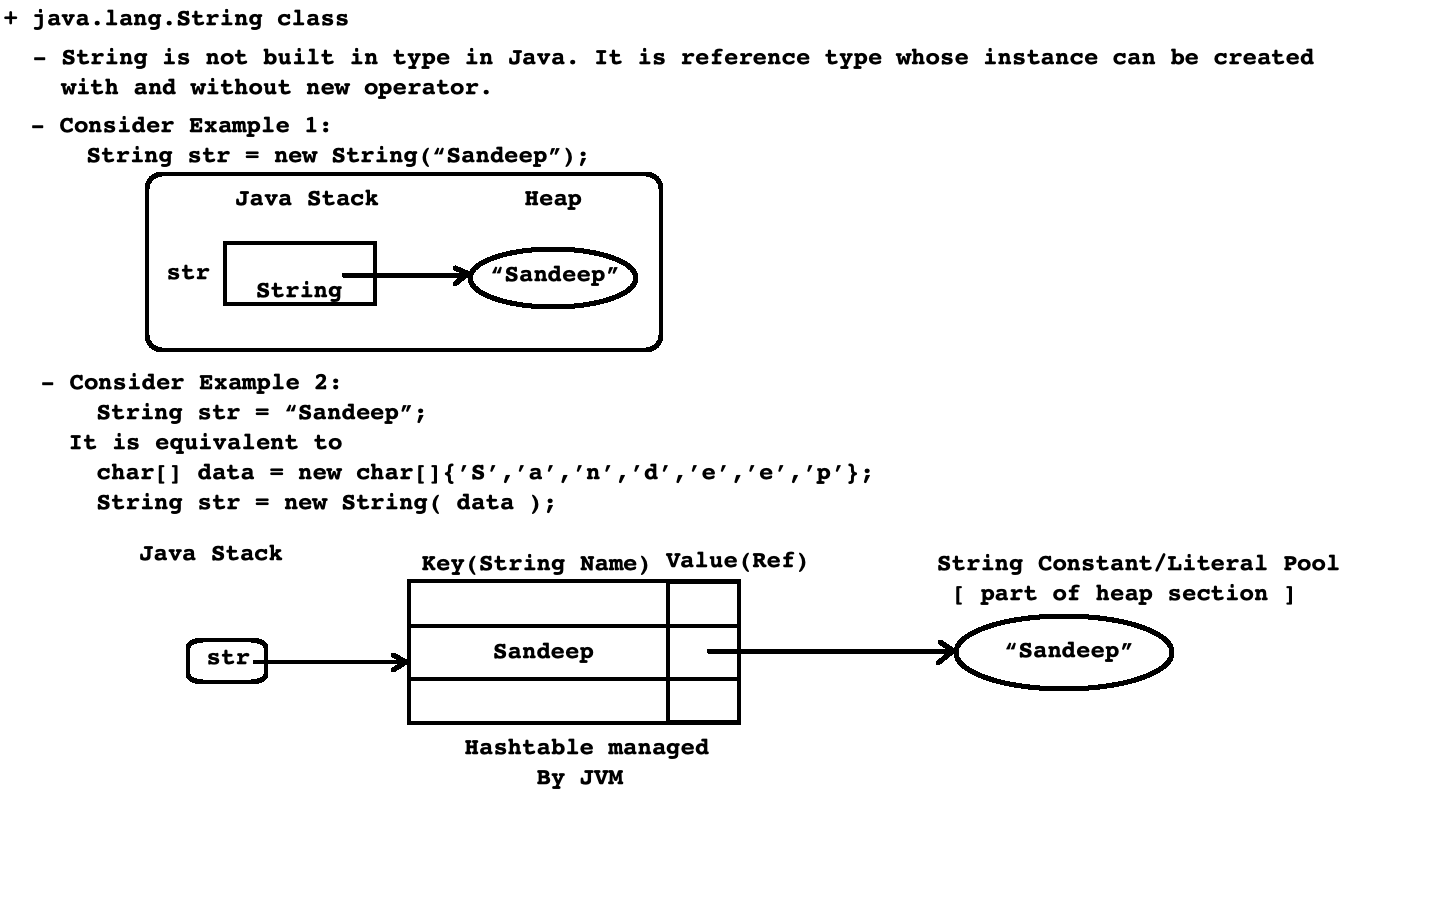 + java.lang.String class
- String is not built in type in Java. It is reference type whose instance can be created
with and without new operator.
- Consider Example 1:
String str = new String(“Sandeep”);
Java Stack Heap
str String “Sandeep”
- Consider Example 2:
String str = “Sandeep”;
It is equivalent to
char[] data = new char[]{’S’,’a’,’n’,’d’,’e’,’e’,’p’};
String str = new String( data );
Java Stack Key(String Name) Value(Ref) String Constant/Literal Pool
[ part of heap section ]
str Sandeep “Sandeep”
Hashtable managed
By JVM